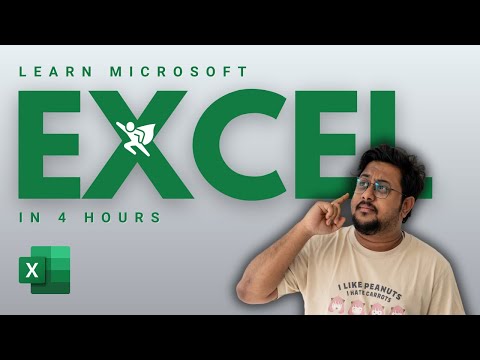 LEARN MICROSOFT
EXCEL
IN 4 HOURS
X
I LIKE PEANUTS
I HATE CARROTS